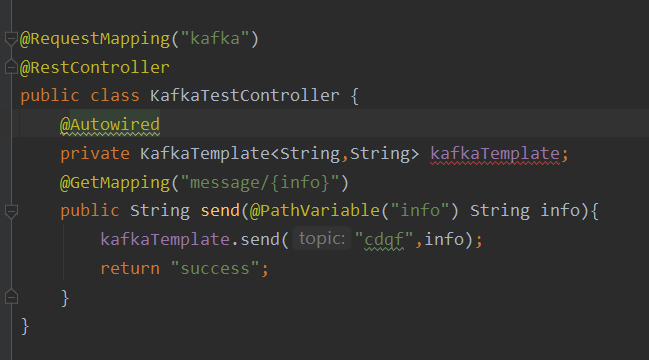 @RequestMapping("kafka")
@RestController
public class KafkaTestController {
@Autowired
private KafkaTemplate<String,String> kafkaTemplate;
@GetMapping("message/{info}")
public String send(@PathVariable("info") String info){
kafkaTemplate.send( topic: "cdqf",info);
return "success";
}
}